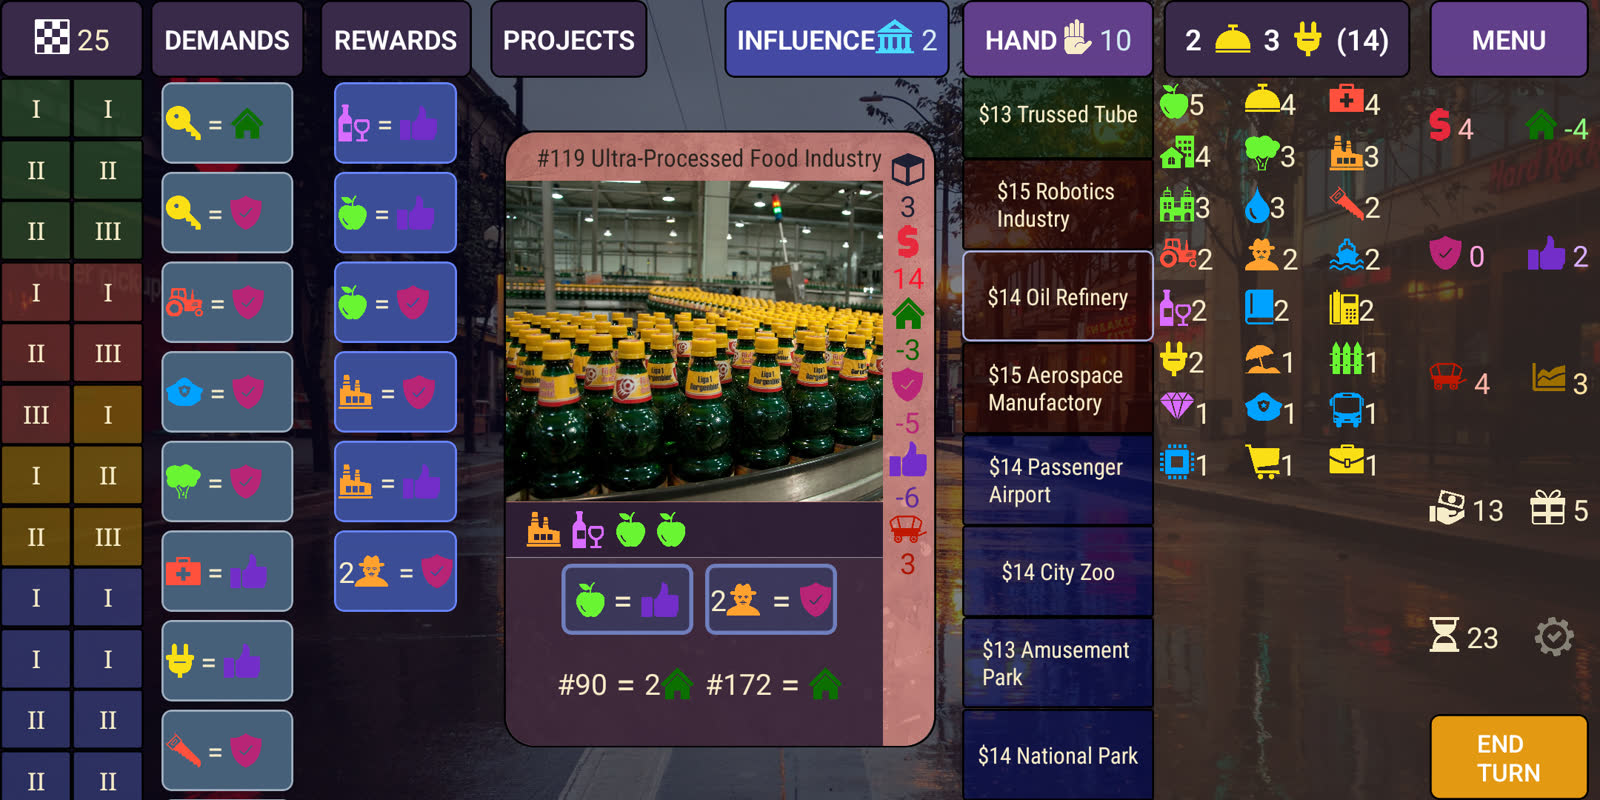 25
DEMANDS
REWARDS
PROJECTS
INFLUENCE 2
HAND 10
2 3 (14)
MENU
I I
II II
II III
I I
II III
III I
I II
II III
I I
I I
II II
II II
=
=
=
=
=
=
=
=
=
=
=
=
=
2 =
#119 Ultra-Processed Food Industry
3
14
-3
-5
-6
3
=
2 =
#90 = 2 #172 =
$13 Trussed Tube
$15 Robotics
Industry
$14 Oil Refinery
$15 Aerospace
Manufactory
$14 Passenger
Airport
$14 City Zoo
$13 Amusement
Park
$14 National Park
5 4 4
4 3 3
3 3 2
2 2 2
2 2 2
2 1 1
1 1 1
1 1 1
$ 4 -4
0 2
4 3
13 5
23
END
TURN